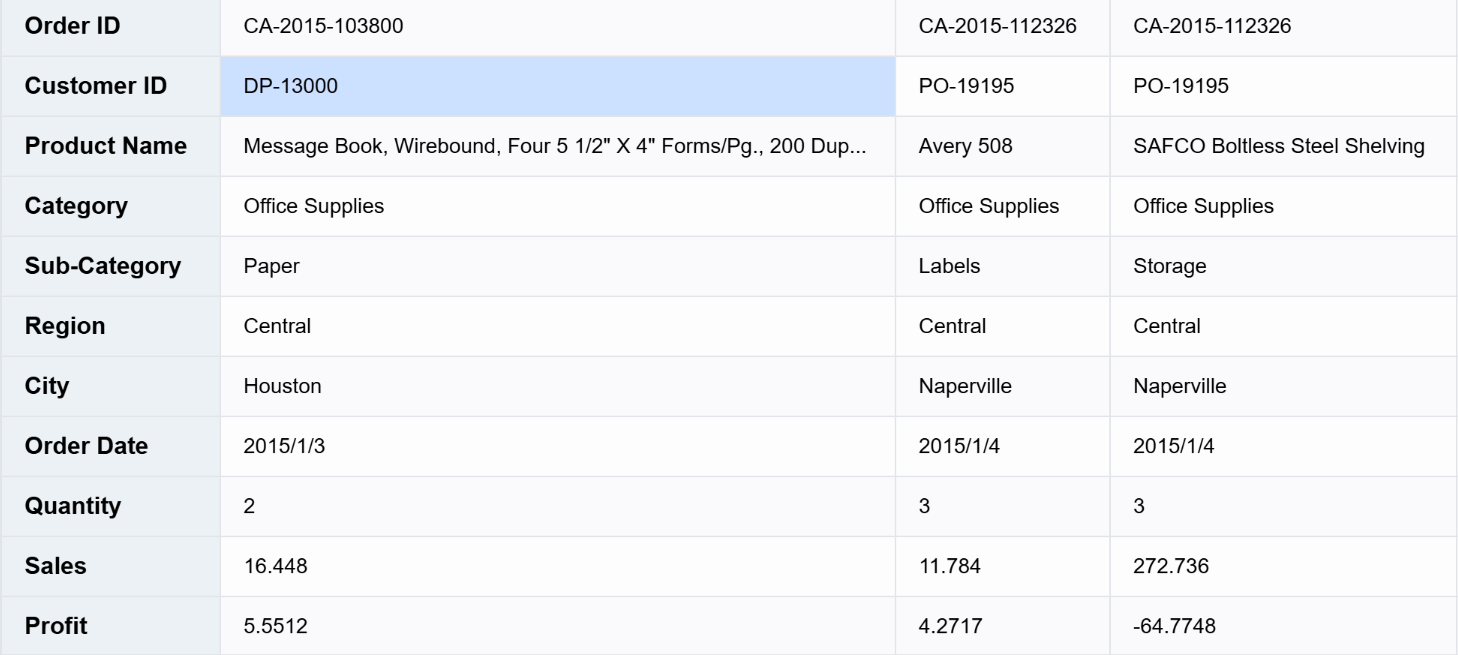 Order ID CA-2015-103800 CA-2015-112326 CA-2015-112326
Customer ID DP-13000 PO-19195 PO-19195
Product Name Message Book, Wirebound, Four 5 1/2" X 4" Forms/Pg., 200 Dup... Avery 508 SAFCO Boltless Steel Shelving
Category Office Supplies Office Supplies Office Supplies
Sub-Category Paper Labels Storage
Region Central Central Central
City Houston Naperville Naperville
Order Date 2015/1/3 2015/1/4 2015/1/4
Quantity 2 3 3
Sales 16.448 11.784 272.736
Profit 5.5512 4.2717 -64.7748